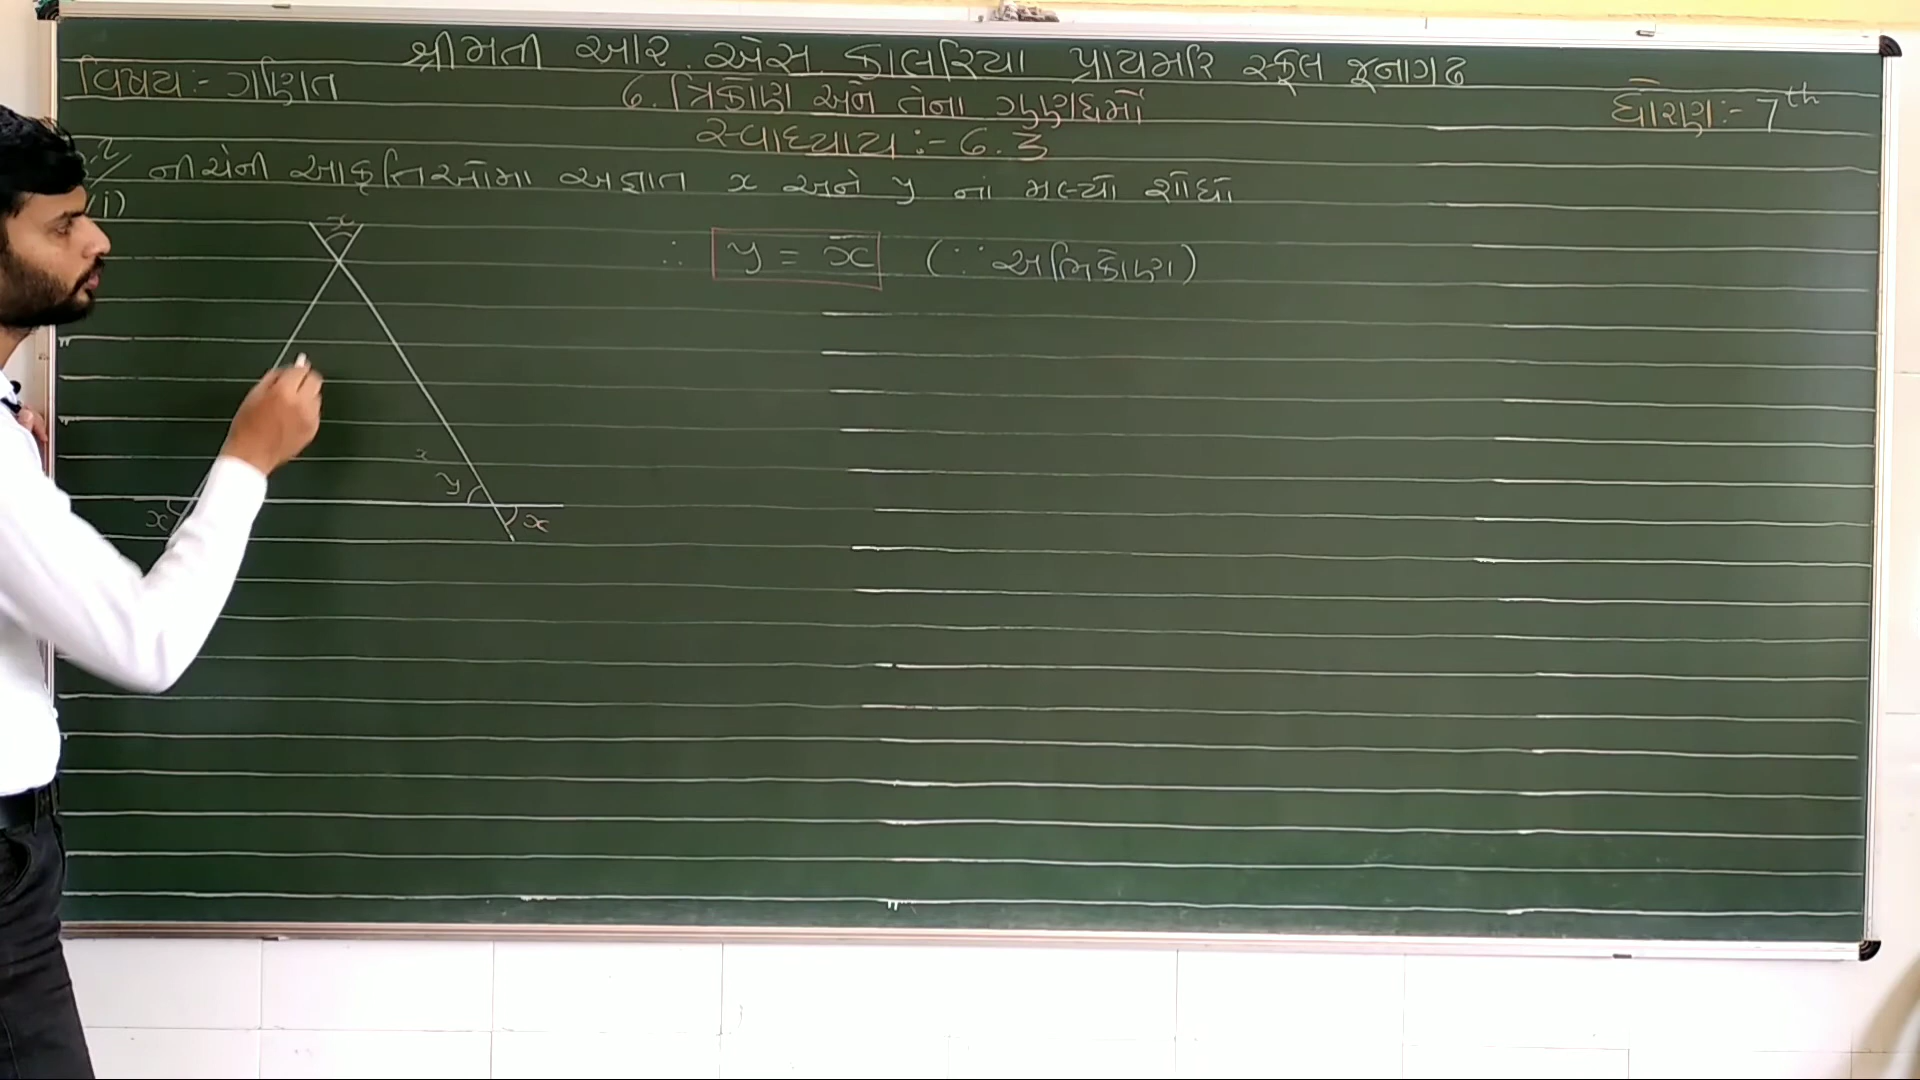 શ્રીમતી આર. એસ. કાલરિયા પ્રાયમરિ સ્કૂલ જૂનાગઢ
વિષય:- ગણિત
6. ત્રિકોણ અને તેના ગુણધર્મો
ધોરણ:- 7th
સ્વાધ્યાય:- 6.3
નીચેની આકૃતિઓમાં અજ્ઞાત x અને y ના મૂલ્યો શોધો
(i)
x
∴ y = x (∵ અભિકોણ)
x
y
x
x